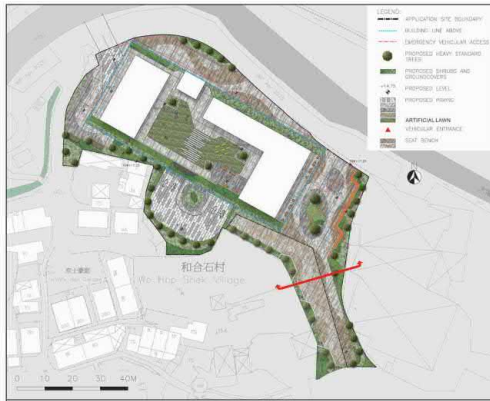 LEGEND:
APPLICATION SITE BOUNDARY
BUILDING LINE ABOVE
EMERGENCY VEHICULAR ACCESS
PROPOSED HEAVY STANDARD
TREES
PROPOSED SHRUBS AND
GROUNDCOVERS
PROPOSED LEVEL
PROPOSED PAVING
ARTIFICIAL LAWN
VEHICULAR ENTRANCE
SEAT BENCH
和合石村
Wo Hop Shek Village
0 10 20 30 40M